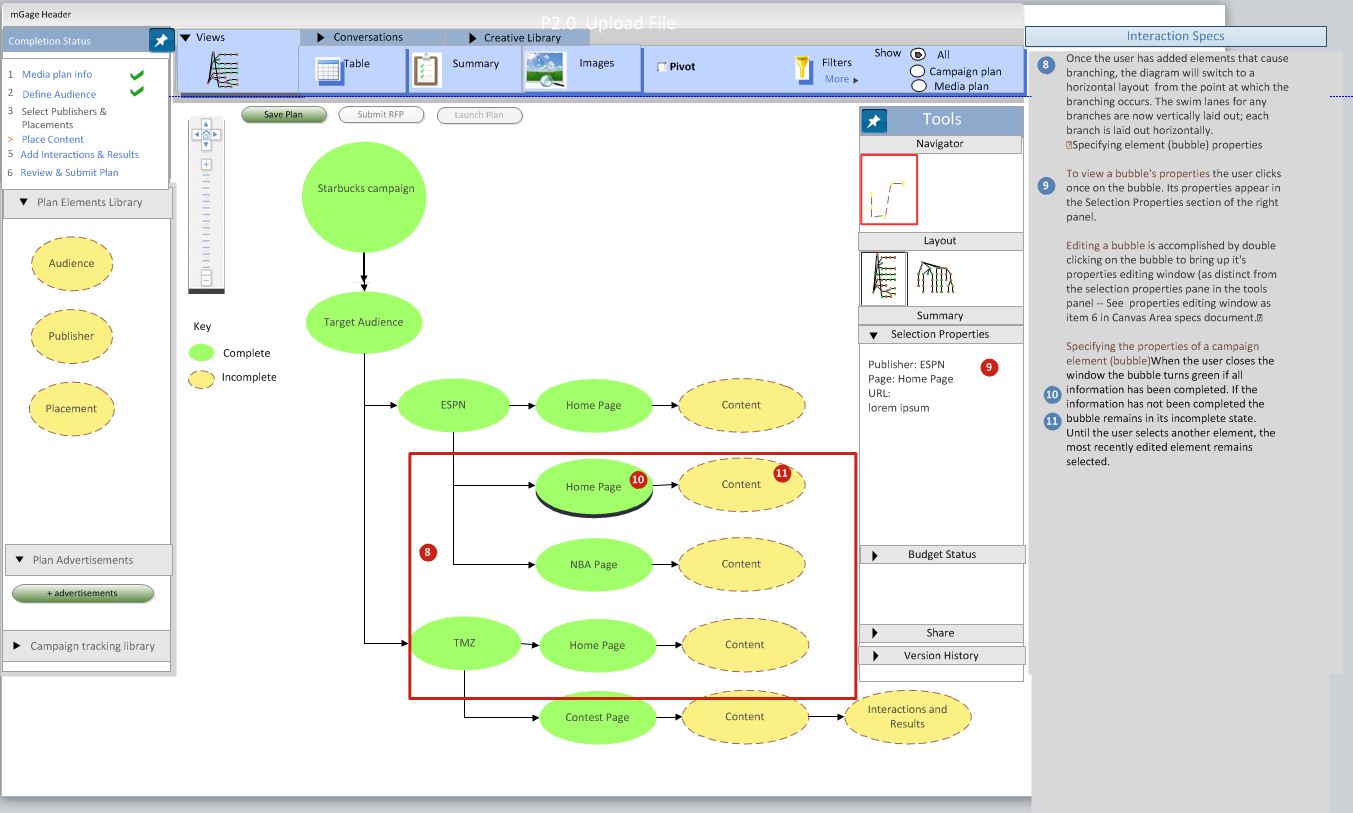 mGage Header
P2.0 Upload File
Completion Status
1 Media plan Info
2 Define Audience
3 Select Publishers &
Placements
> Place Content
5 Add Interactions & Results
6 Review & Submit Plan
Plan Elements Library
Audience
Publisher
Placement
Plan Advertisements
+ advertisements
Campaign tracking library
Views
Conversations
Creative Library
Table
Summary
Images
Pivot
Filters
More
Show
All
Campaign plan
Media plan
Save Plan
Submit RFP
Launch Plan
Key
Complete
Incomplete
Starbucks campaign
Target Audience
ESPN
Home Page
Content
Home Page
10
Content
11
8
NBA Page
Content
TMZ
Home Page
Content
Contest Page
Content
Interactions and
Results
Tools
Navigator
Layout
Summary
Selection Properties
Publisher: ESPN
9
Page: Home Page
URL:
lorem ipsum
Budget Status
Share
Version History
Interaction Specs
8
Once the user has added elements that cause
branching, the diagram will switch to a
horizontal layout from the point at which the
branching occurs. The swim lanes for any
branches are now vertically laid out; each
branch is laid out horizontally.
Specifying element (bubble) properties
9
To view a bubble's properties the user clicks
once on the bubble. Its properties appear in
the Selection Properties section of the right
panel.
Editing a bubble is accomplished by double
clicking on the bubble to bring up it's
properties editing window (as distinct from
the selection properties pane in the tools
panel -- See properties editing window as
item 6 in Canvas Area specs document.
Specifying the properties of a campaign
element (bubble)When the user closes the
window the bubble turns green if all
10
information has been completed. If the
information has not been completed the
11
bubble remains in its incomplete state.
Until the user selects another element, the
most recently edited element remains
selected.